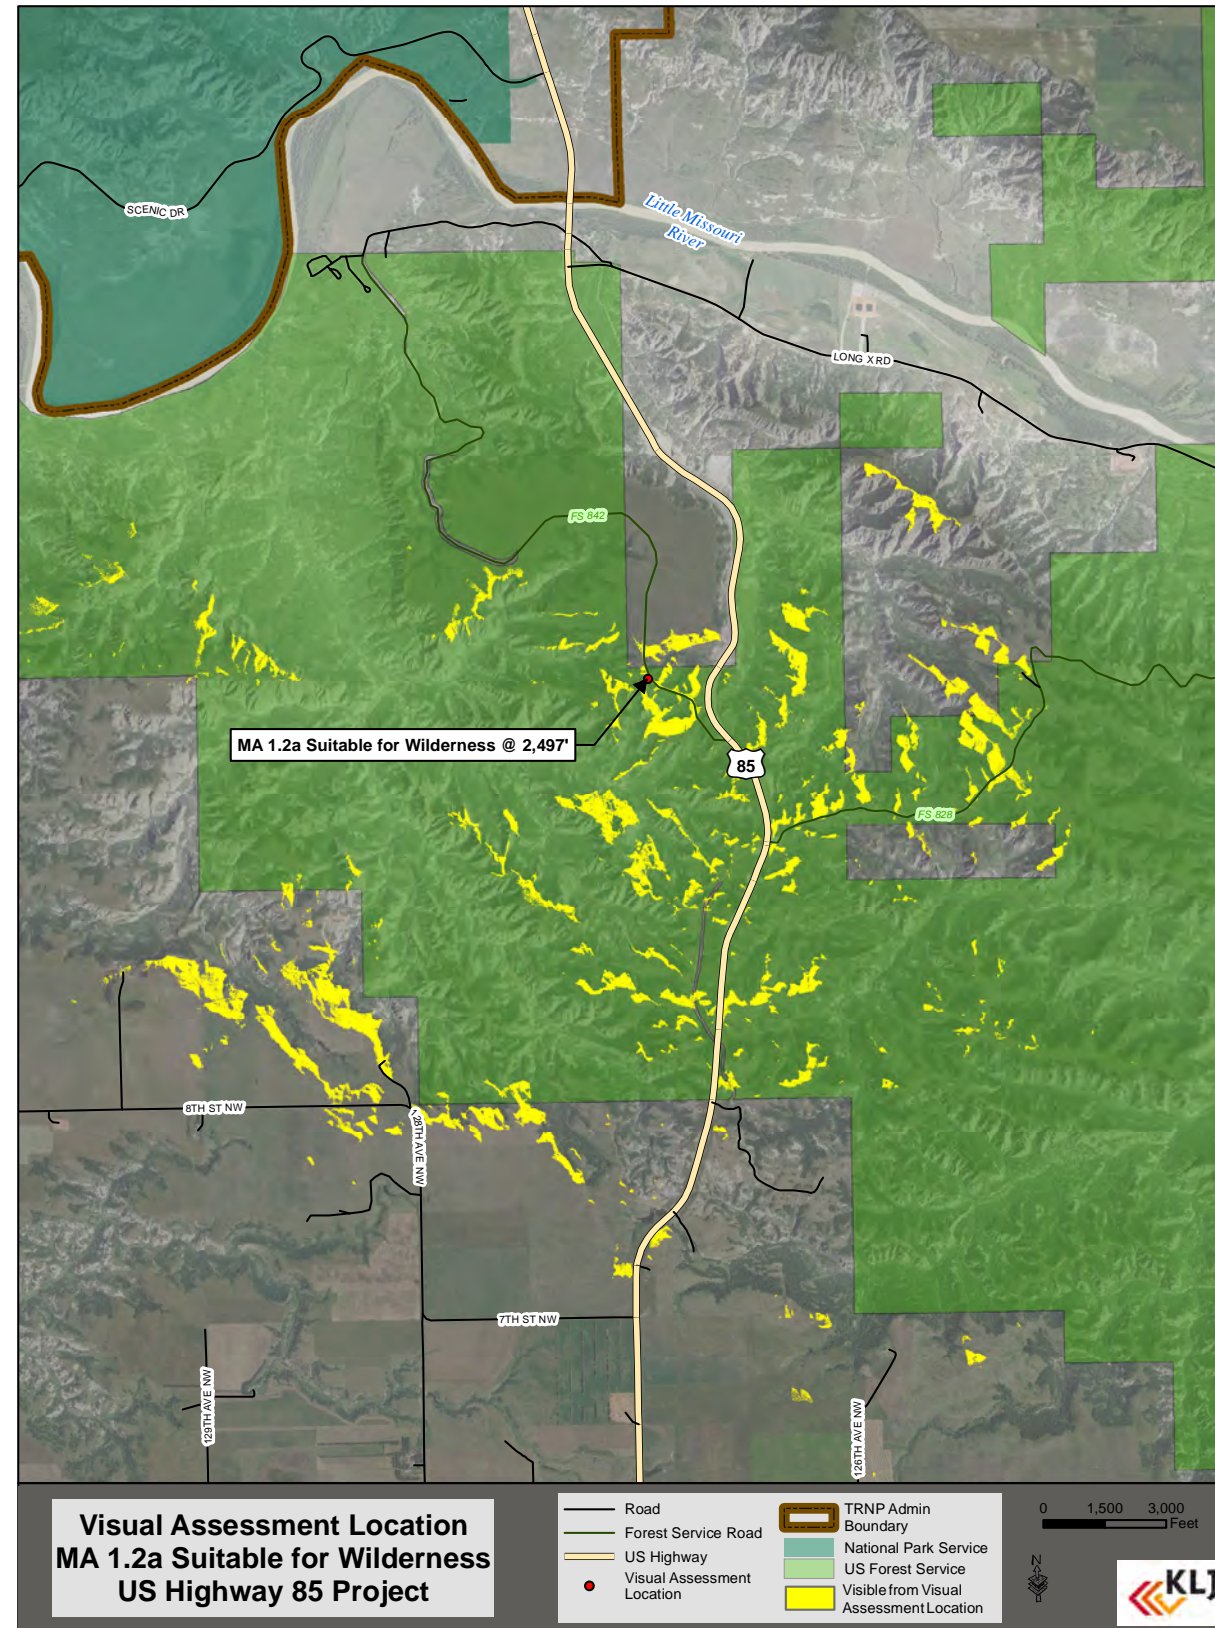 SCENIC DR
Little Missouri
River
LONG X RD
FS 842
MA 1.2a Suitable for Wilderness @ 2,497'
85
FS 828
8TH ST NW
128TH AVE NW
7TH ST NW
129TH AVE NW
126TH AVE NW
Visual Assessment Location
MA 1.2a Suitable for Wilderness
US Highway 85 Project
Road
Forest Service Road
US Highway
Visual Assessment
Location
TRNP Admin
Boundary
National Park Service
US Forest Service
Visible from Visual
Assessment Location
0 1,500 3,000
Feet
N
KLJ